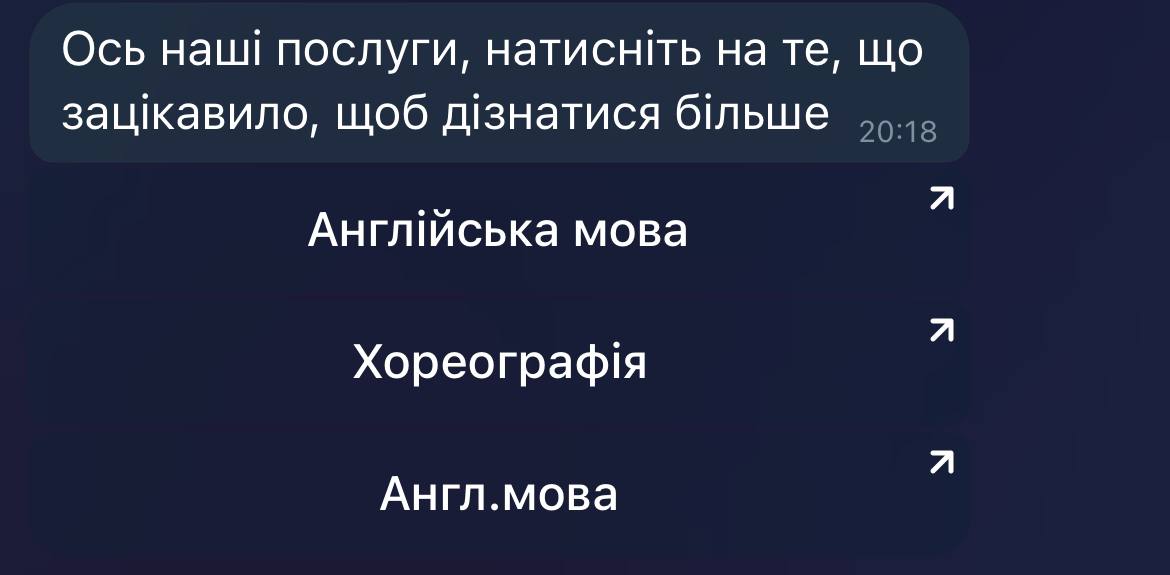 Ось наші послуги, натисніть на те, що
зацікавило, щоб дізнатися більше 20:18
Англійська мова
Хореографія
Англ.мова